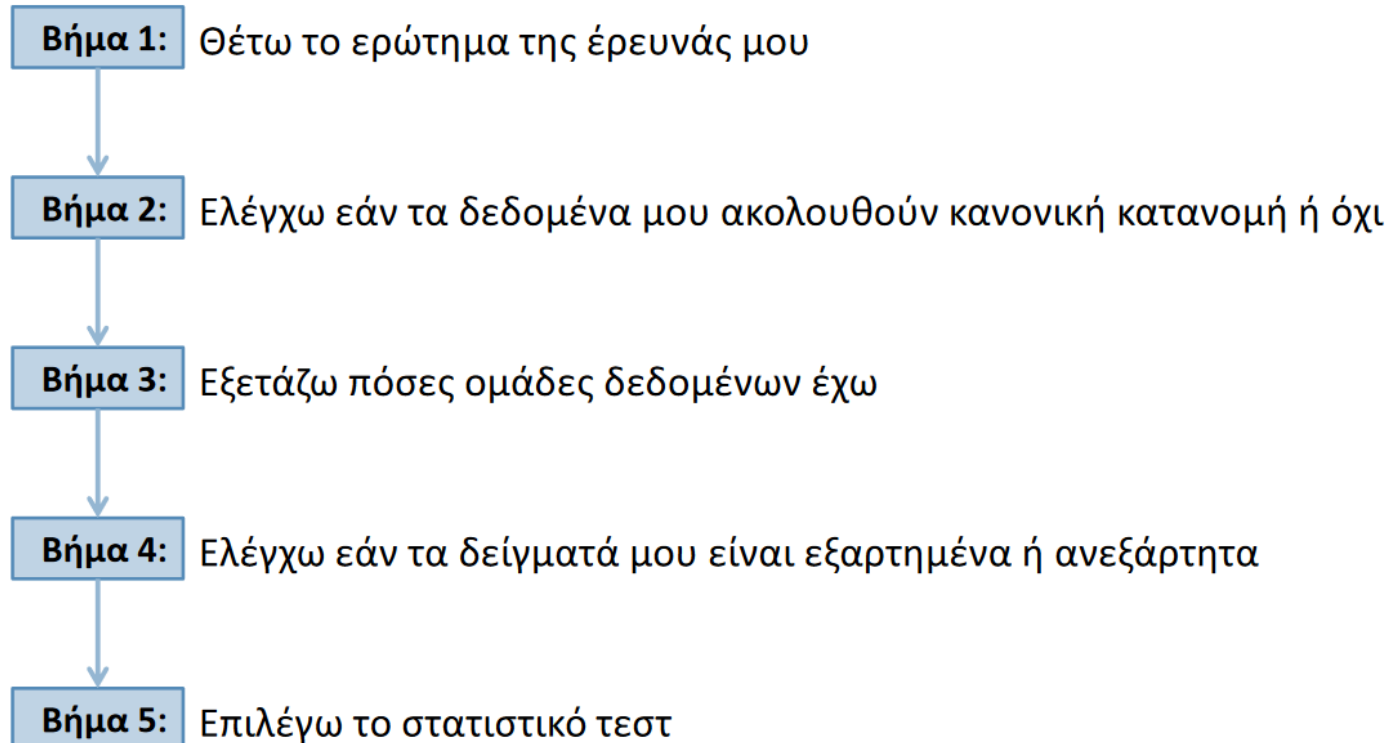 Βήμα 1: Θέτω το ερώτημα της έρευνάς μου
Βήμα 2: Ελέγχω εάν τα δεδομένα μου ακολουθούν κανονική κατανομή ή όχι
Βήμα 3: Εξετάζω πόσες ομάδες δεδομένων έχω
Βήμα 4: Ελέγχω εάν τα δείγματά μου είναι εξαρτημένα ή ανεξάρτητα
Βήμα 5: Επιλέγω το στατιστικό τεστ